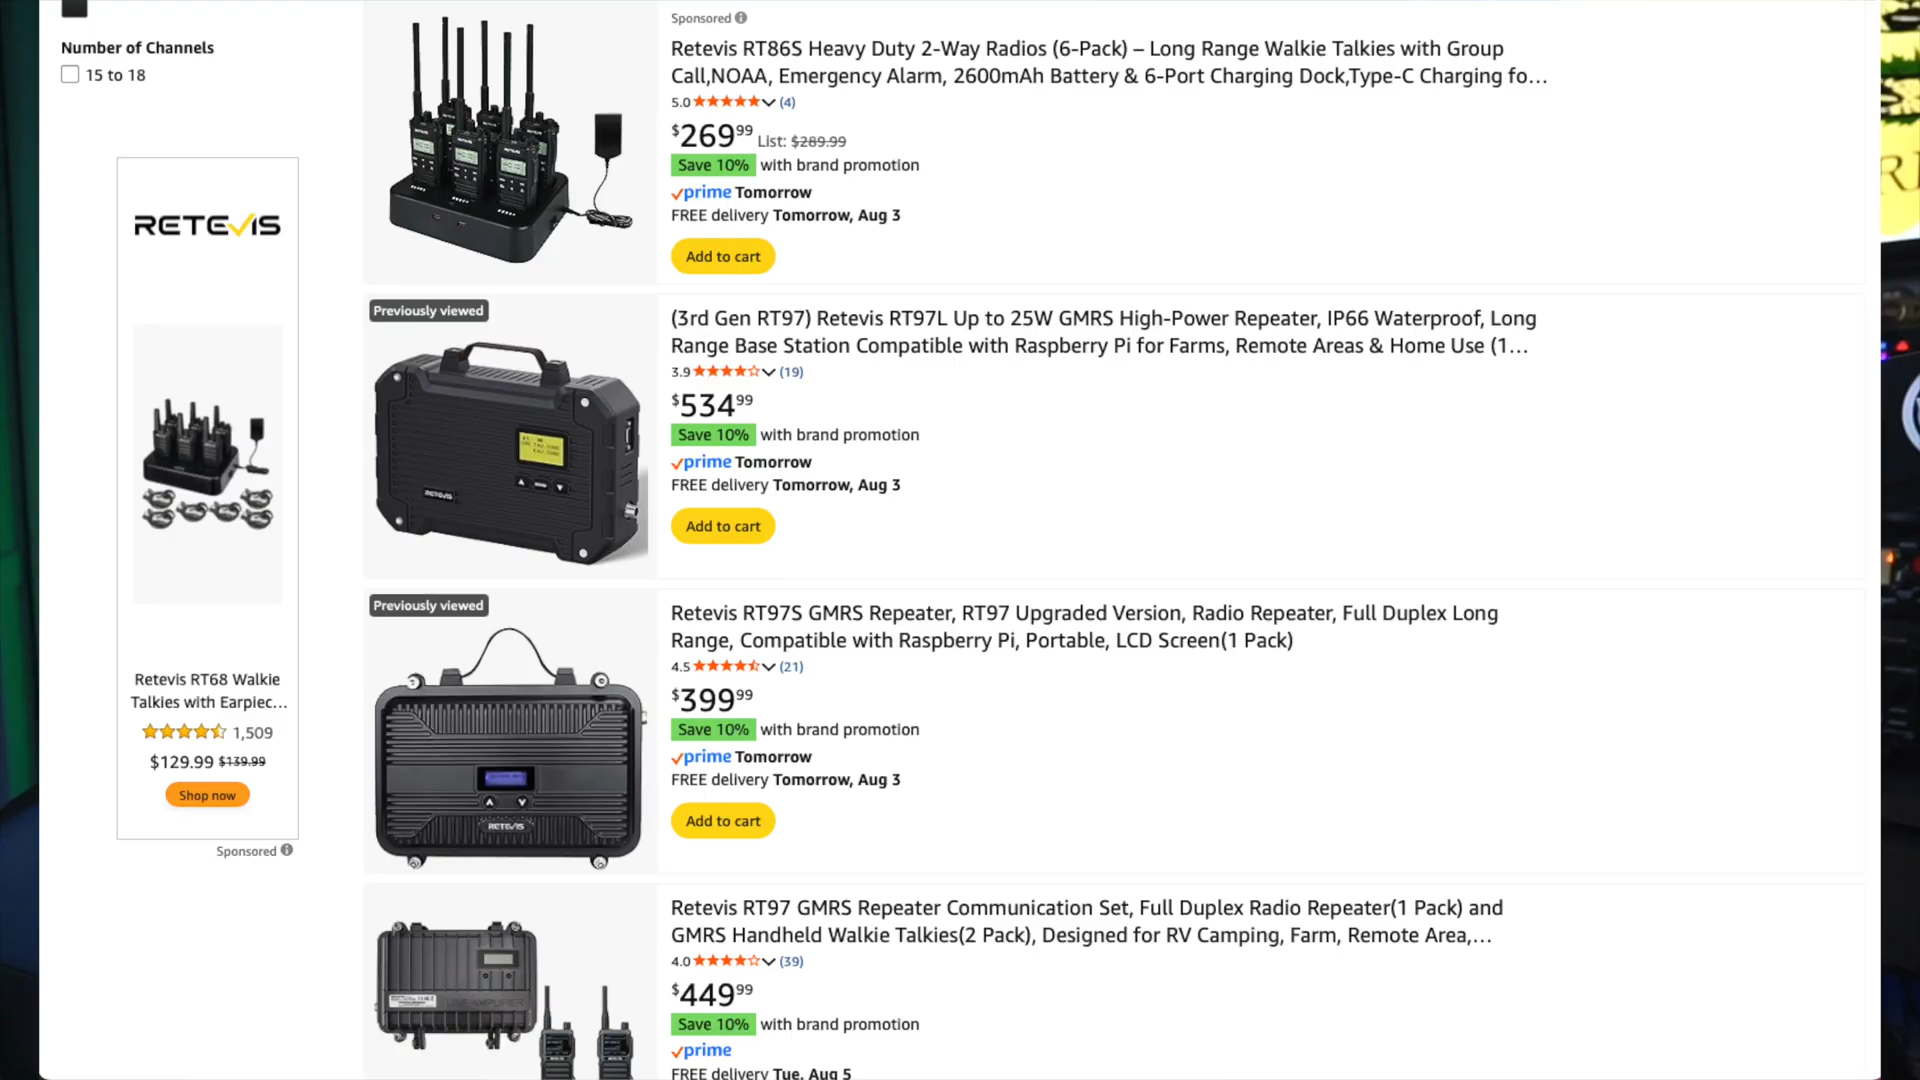 Number of Channels
15 to 18
RETEVIS
Retevis RT68 Walkie
Talkies with Earpiec...
1,509
$129.99 $139.99
Shop now
Sponsored
Sponsored
Retevis RT86S Heavy Duty 2-Way Radios (6-Pack) – Long Range Walkie Talkies with Group
Call,NOAA, Emergency Alarm, 2600mAh Battery & 6-Port Charging Dock,Type-C Charging fo...
5.0 (4)
$269.99 List: $289.99
Save 10% with brand promotion
prime Tomorrow
FREE delivery Tomorrow, Aug 3
Add to cart
Previously viewed
RETEVIS
(3rd Gen RT97) Retevis RT97L Up to 25W GMRS High-Power Repeater, IP66 Waterproof, Long
Range Base Station Compatible with Raspberry Pi for Farms, Remote Areas & Home Use (1...
3.9 (19)
$534.99
Save 10% with brand promotion
prime Tomorrow
FREE delivery Tomorrow, Aug 3
Add to cart
Previously viewed
RETEVIS
Retevis RT97S GMRS Repeater, RT97 Upgraded Version, Radio Repeater, Full Duplex Long
Range, Compatible with Raspberry Pi, Portable, LCD Screen(1 Pack)
4.5 (21)
$399.99
Save 10% with brand promotion
prime Tomorrow
FREE delivery Tomorrow, Aug 3
Add to cart
Retevis RT97 GMRS Repeater Communication Set, Full Duplex Radio Repeater(1 Pack) and
GMRS Handheld Walkie Talkies(2 Pack), Designed for RV Camping, Farm, Remote Area,...
4.0 (39)
$449.99
Save 10% with brand promotion
prime
FREE delivery Tue, Aug 5